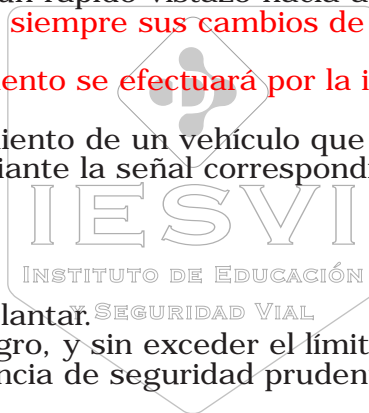 siempre sus cambios de
ento se efectuará por la i
miento de un vehículo que
iante la señal correspondi
IESVI
INSTITUTO DE EDUCACIÓN
Y SEGURIDAD VIAL
lantar.
gro, y sin exceder el límit
ncia de seguridad pruden